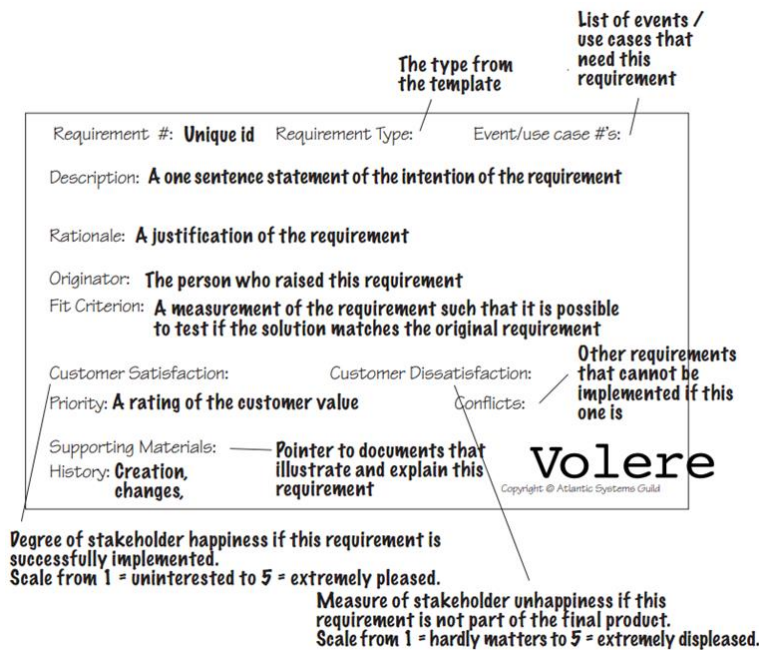 List of events /
use cases that
need this
requirement
The type from
the template
Requirement #: Unique id Requirement Type: Event/use case #'s:
Description: A one sentence statement of the intention of the requirement
Rationale: A justification of the requirement
Originator: The person who raised this requirement
Fit Criterion: A measurement of the requirement such that it is possible
to test if the solution matches the original requirement
Other requirements
that cannot be
implemented if this
one is
Customer Satisfaction: Customer Dissatisfaction:
Priority: A rating of the customer value Conflicts:
Supporting Materials: Pointer to documents that
illustrate and explain this
requirement
History: Creation,
changes,
Volere
Copyright © Atlantic Systems Guild
Degree of stakeholder happiness if this requirement is
successfully implemented.
Scale from 1 = uninterested to 5 = extremely pleased.
Measure of stakeholder unhappiness if this
requirement is not part of the final product.
Scale from 1 = hardly matters to 5 = extremely displeased.